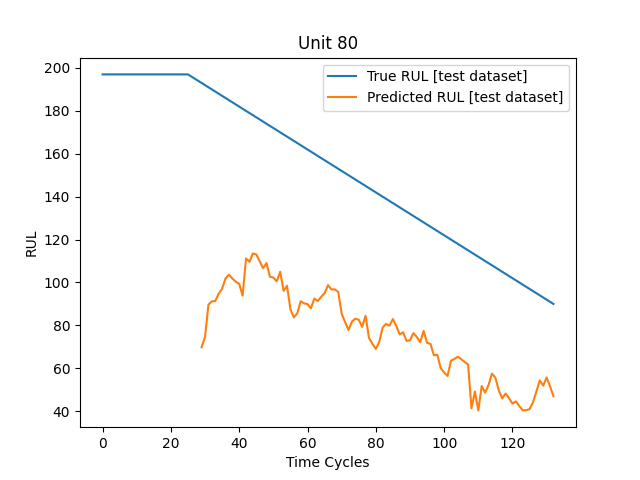 Unit 80
True RUL [test dataset]
Predicted RUL [test dataset]
RUL
200
180
160
140
120
100
80
60
40
0 20 40 60 80 100 120
Time Cycles